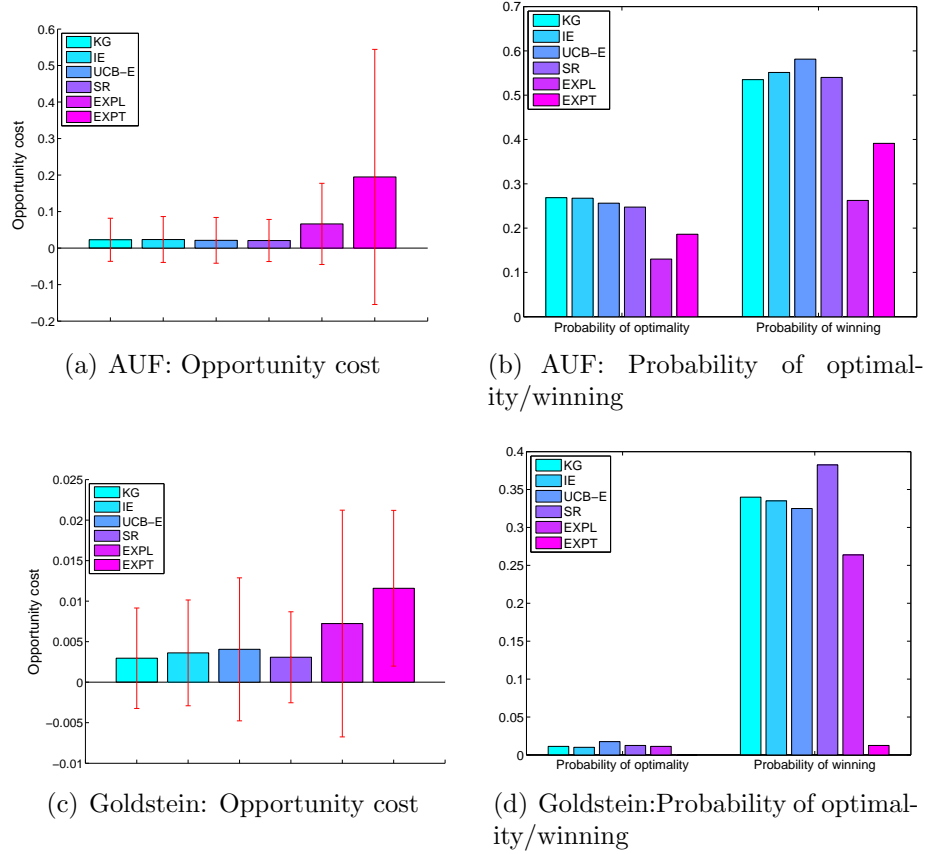 0.6
0.5
0.4
0.3
0.2
0.1
0
−0.1
−0.2
Opportunity cost
KG
IE
UCB−E
SR
EXPL
EXPT
(a) AUF: Opportunity cost
0.7
0.6
0.5
0.4
0.3
0.2
0.1
0
KG
IE
UCB−E
SR
EXPL
EXPT
Probability of optimality
Probability of winning
(b) AUF: Probability of optimal-
ity/winning
0.025
0.02
0.015
0.01
0.005
0
−0.005
−0.01
Opportunity cost
KG
IE
UCB−E
SR
EXPL
EXPT
(c) Goldstein: Opportunity cost
0.4
0.35
0.3
0.25
0.2
0.15
0.1
0.05
0
KG
IE
UCB−E
SR
EXPL
EXPT
Probability of optimality
Probability of winning
(d) Goldstein:Probability of optimal-
ity/winning